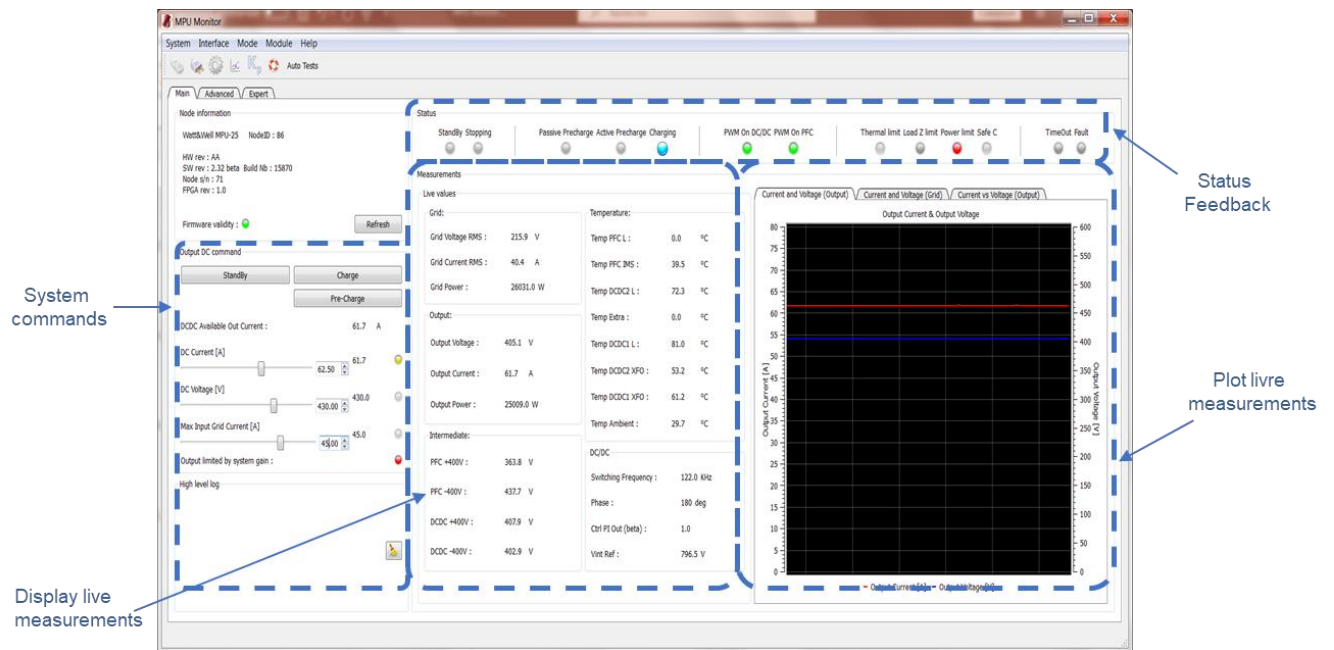 MPU Monitor
System Interface Mode Module Help
Auto Tests
Main Advanced Expert
Node information
Watt&Well MPU-25 NodeID : 86
HW rev : AA
SW rev : 2.32 beta Build Nb : 15870
Node s/n : 71
FPGA rev : 1.0
Firmware validity :
Refresh
Output DC command
StandBy
Charge
Pre-Charge
DCDC Available Out Current : 61.7 A
DC Current [A]
62.50 61.7
DC Voltage [V]
430.00 430.0
Max Input Grid Current [A]
45.00 45.0
Output limited by system gain :
High level log
Status
StandBy Stopping Passive Precharge Active Precharge Charging PWM On DC/DC PWM On PFC Thermal limit Load Z limit Power limit Safe C TimeOut Fault
Measurements
Live values
Grid:
Grid Voltage RMS : 215.9 V
Grid Current RMS : 40.4 A
Grid Power : 26031.0 W
Output:
Output Voltage : 405.1 V
Output Current : 61.7 A
Output Power : 25009.0 W
Intermediate:
PFC +400V : 363.8 V
PFC -400V : 437.7 V
DCDC +400V : 407.9 V
DCDC -400V : 402.9 V
Temperature:
Temp PFC L : 0.0 ºC
Temp PFC IMS : 39.5 ºC
Temp DCDC2 L : 72.3 ºC
Temp Extra : 0.0 ºC
Temp DCDC1 L : 81.0 ºC
Temp DCDC2 XFO : 53.2 ºC
Temp DCDC1 XFO : 61.2 ºC
Temp Ambient : 29.7 ºC
DC/DC
Switching Frequency : 122.0 KHz
Phase : 180 deg
Ctrl PI Out (beta) : 1.0
Vint Ref : 796.5 V
Current and Voltage (Output) Current and Voltage (Grid) Current vs Voltage (Output)
Output Current & Output Voltage
80
75
70
65
60
55
50
45
40
35
30
25
20
15
10
5
0
Output Current [A]
600
550
500
450
400
350
300
250
200
150
100
50
0
Output Voltage [V]
Output Current [A] Output Voltage [V]
System
commands
Display live
measurements
Status
Feedback
Plot livre
measurements